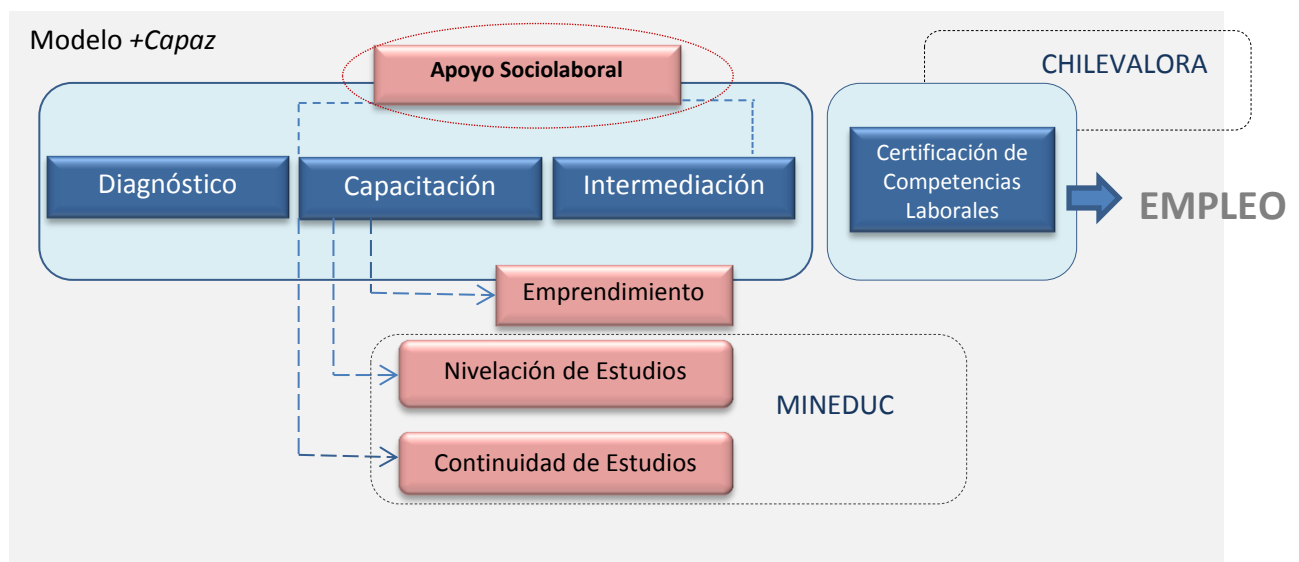 Modelo +Capaz
Apoyo Sociolaboral
CHILEVALORA
Diagnóstico
Capacitación
Intermediación
Certificación de
Competencias
Laborales
EMPLEO
Emprendimiento
Nivelación de Estudios
MINEDUC
Continuidad de Estudios